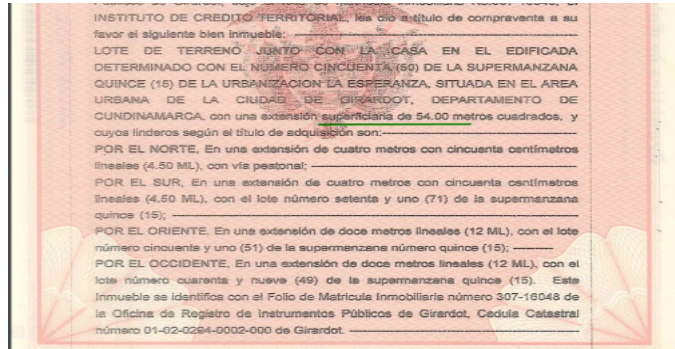 INSTITUTO DE CREDITO TERRITORIAL, les dio a título de compraventa a su
favor el siguiente bien inmueble:
LOTE DE TERRENO JUNTO CON LA CASA EN EL EDIFICADA
DETERMINADO CON EL NUMERO CINCUENTA (50) DE LA SUPERMANZANA
QUINCE (15) DE LA URBANIZACION LA ESPERANZA, SITUADA EN EL AREA
URBANA DE LA CIUDAD DE GIRARDOT, DEPARTAMENTO DE
CUNDINAMARCA, con una extensión superficiaria de 54.00 metros cuadrados, y
cuyos linderos según el título de adquisición son:
POR EL NORTE, En una extensión de cuatro metros con cincuenta centímetros
lineales (4.50 ML), con vía peatonal;
POR EL SUR, En una extensión de cuatro metros con cincuenta centímetros
lineales (4.50 ML), con el lote número setenta y uno (71) de la supermanzana
quince (15);
POR EL ORIENTE, En una extensión de doce metros lineales (12 ML), con el lote
número cincuenta y uno (51) de la supermanzana número quince (15);
POR EL OCCIDENTE, En una extensión de doce metros lineales (12 ML), con el
lote número cuarenta y nueve (49) de la supermanzana quince (15). Este
Inmueble se identifica con el Folio de Matricula Inmobiliaria número 307-16048 de
la Oficina de Registro de Instrumentos Públicos de Girardot, Cedula Catastral
número 01-02-0284-0002-000 de Girardot.